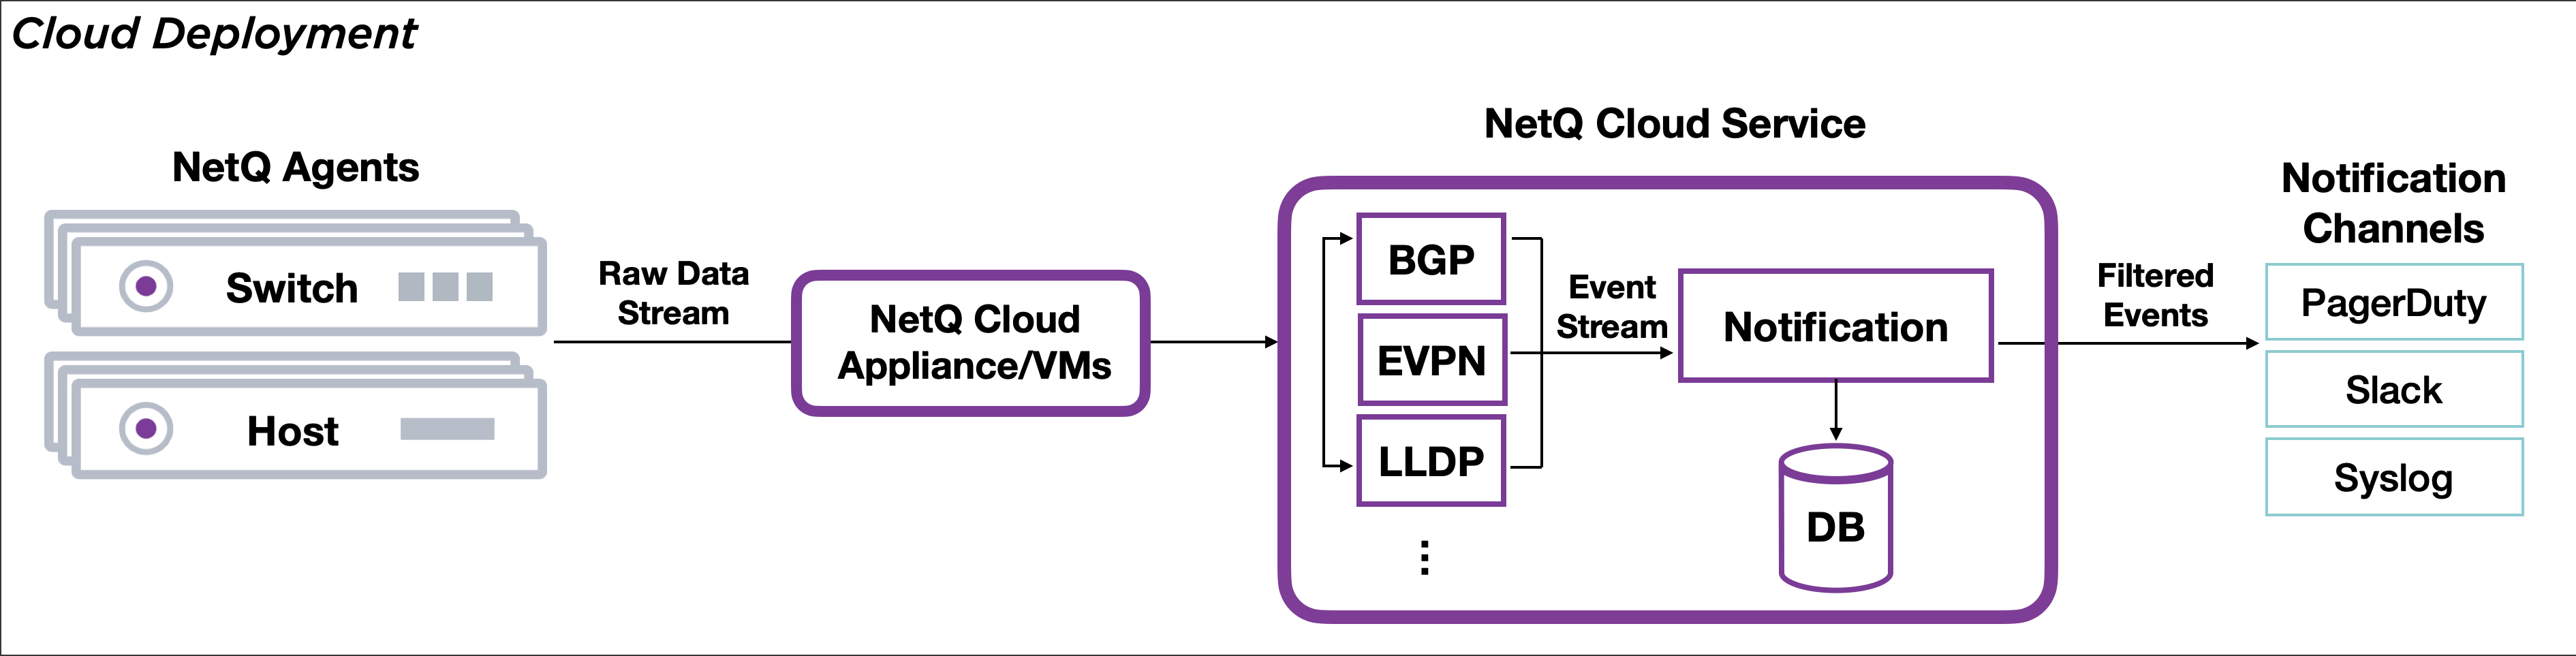 Cloud Deployment
NetQ Agents
Switch
Host
Raw Data
Stream
NetQ Cloud
Appliance/VMs
NetQ Cloud Service
BGP
EVPN
LLDP
Event
Stream
Notification
DB
Filtered
Events
Notification
Channels
PagerDuty
Slack
Syslog